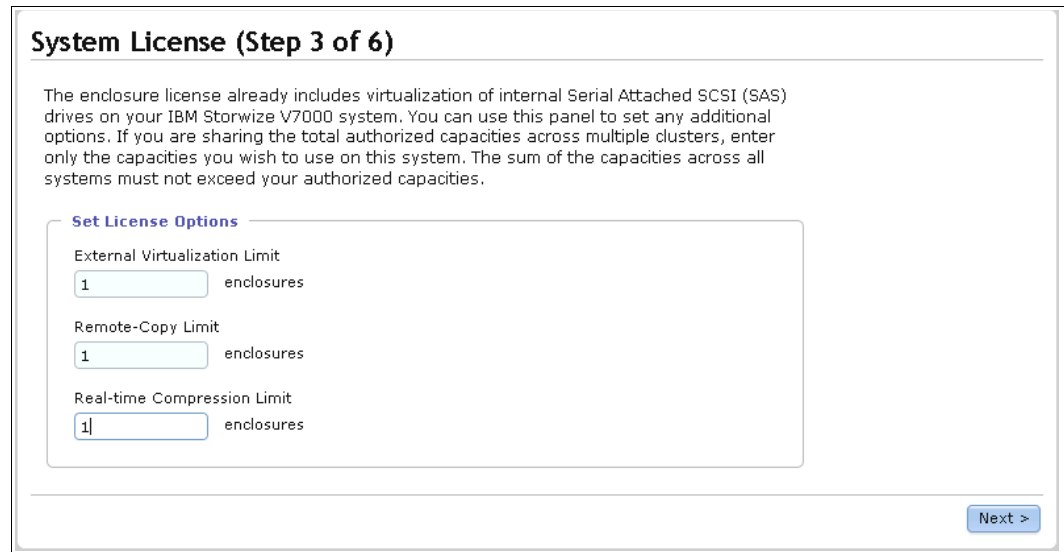 System License (Step 3 of 6)
The enclosure license already includes virtualization of internal Serial Attached SCSI (SAS)
drives on your IBM Storwize V7000 system. You can use this panel to set any additional
options. If you are sharing the total authorized capacities across multiple clusters, enter
only the capacities you wish to use on this system. The sum of the capacities across all
systems must not exceed your authorized capacities.
Set License Options
External Virtualization Limit
1 enclosures
Remote-Copy Limit
1 enclosures
Real-time Compression Limit
1 enclosures
Next >